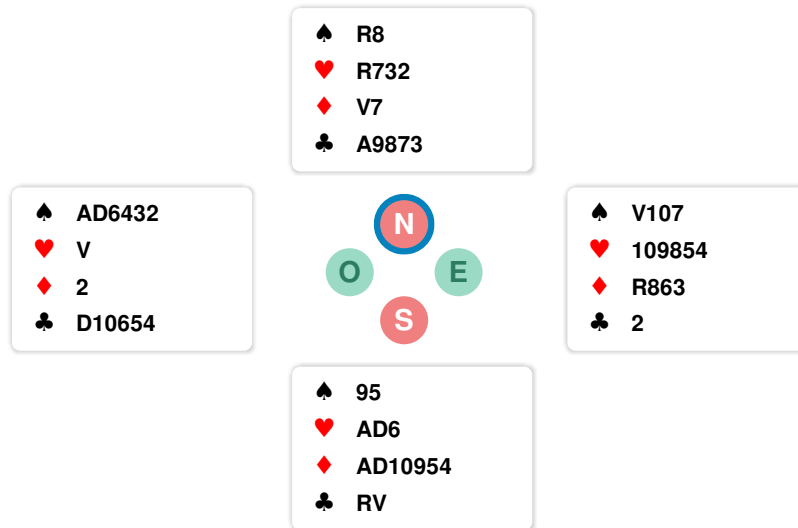 ♠ R8
♥ R732
♦ V7
♣ A9873
♠ AD6432
♥ V
♦ 2
♣ D10654
N
O E
S
♠ V107
♥ 109854
♦ R863
♣ 2
♠ 95
♥ AD6
♦ AD10954
♣ RV